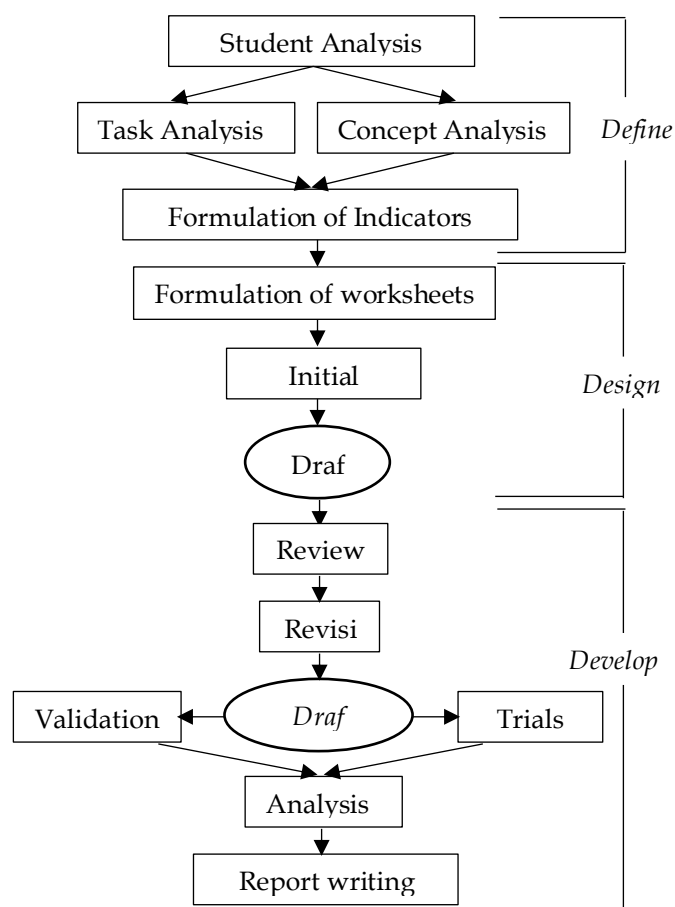 Student Analysis
Task Analysis
Concept Analysis
Define
Formulation of Indicators
Formulation of worksheets
Initial
Design
Draf
Review
Revisi
Develop
Validation
Draf
Trials
Analysis
Report writing